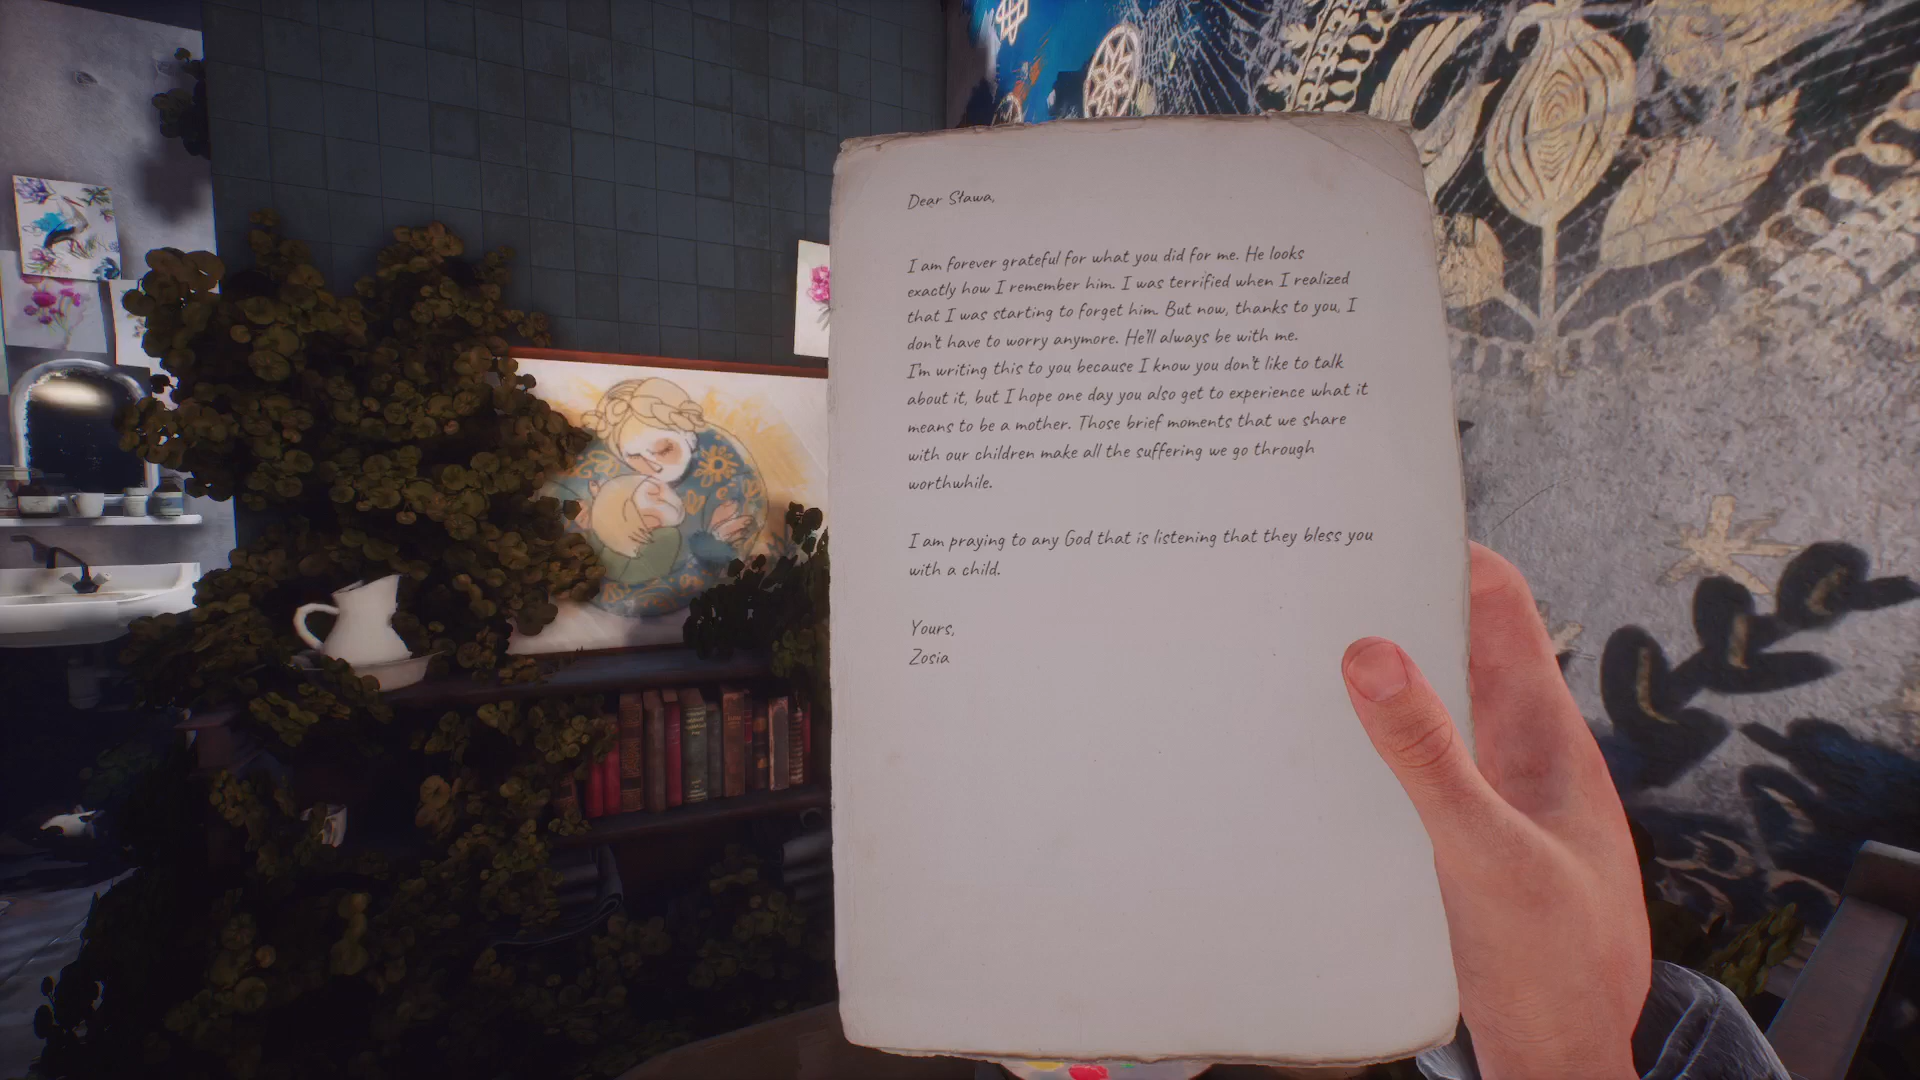 Dear Sława,
I am forever grateful for what you did for me. He looks
exactly how I remember him. I was terrified when I realized
that I was starting to forget him. But now, thanks to you, I
don't have to worry anymore. He'll always be with me.
I'm writing this to you because I know you don't like to talk
about it, but I hope one day you also get to experience what it
means to be a mother. Those brief moments that we share
with our children make all the suffering we go through
worthwhile.
I am praying to any God that is listening that they bless you
with a child.
Yours,
Zosia